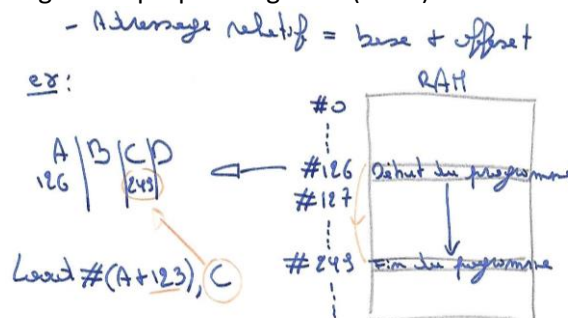 - Adressage relatif = base + offset
ex :
RAM
#0
A | B | C | D
126 249
#126 Début du programme
#127
Load #(A+123), C
#249 Fin du programme